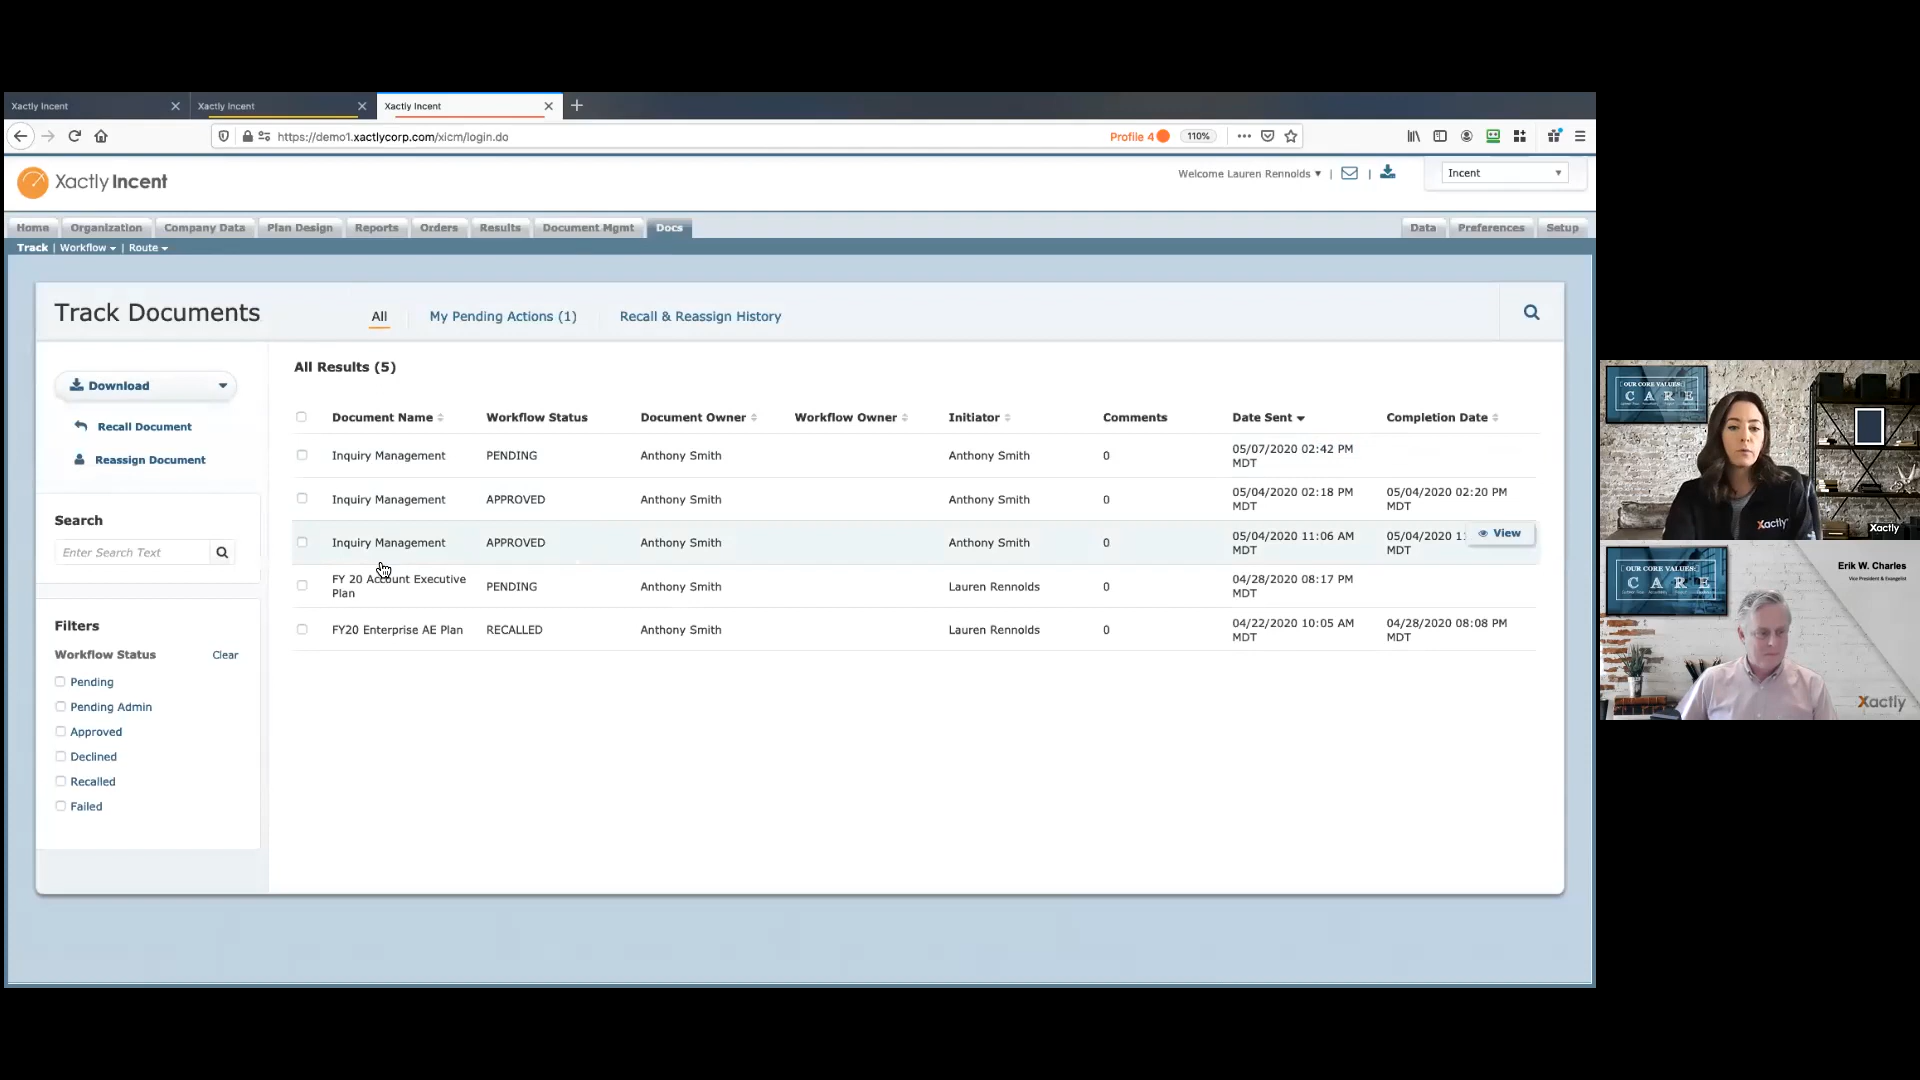 Xactly Incent
Xactly Incent
Xactly Incent
https://demo1.xactlycorp.com/xicm/login.do
Profile 4
110%
Xactly Incent
Welcome Lauren Rennolds
Incent
Home Organization Company Data Plan Design Reports Orders Results Document Mgmt Docs Data Preferences Setup
Track | Workflow | Route
Track Documents
All
My Pending Actions (1)
Recall & Reassign History
Download
Recall Document
Reassign Document
Search
Enter Search Text
Filters
Workflow Status Clear
Pending
Pending Admin
Approved
Declined
Recalled
Failed
All Results (5)
Document Name Workflow Status Document Owner Workflow Owner Initiator Comments Date Sent Completion Date
Inquiry Management PENDING Anthony Smith Anthony Smith 0 05/07/2020 02:42 PM
MDT
Inquiry Management APPROVED Anthony Smith Anthony Smith 0 05/04/2020 02:18 PM 05/04/2020 02:20 PM
MDT MDT
Inquiry Management APPROVED Anthony Smith Anthony Smith 0 05/04/2020 11:06 AM 05/04/2020 1 View
MDT MDT
FY 20 Account Executive PENDING Anthony Smith Lauren Rennolds 0 04/28/2020 08:17 PM
Plan MDT
FY20 Enterprise AE Plan RECALLED Anthony Smith Lauren Rennolds 0 04/22/2020 10:05 AM 04/28/2020 08:08 PM
MDT MDT
OUR CORE VALUES:
C A R E
Xactly
Xactly
OUR CORE VALUES:
C A R E
Erik W. Charles
Vice President & Evangelist
Xactly